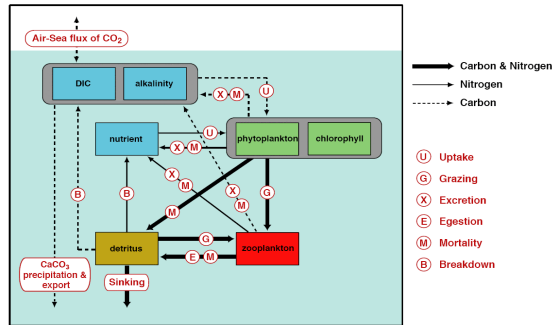 Air-Sea flux of CO2
DIC
alkalinity
U
X M
nutrient
U
phytoplankton
chlorophyll
X M
X
M
X
M
G
B
B
M
detritus
G
zooplankton
E M
CaCO3
precipitation &
export
Sinking
Carbon & Nitrogen
Nitrogen
Carbon
U Uptake
G Grazing
X Excretion
E Egestion
M Mortality
B Breakdown